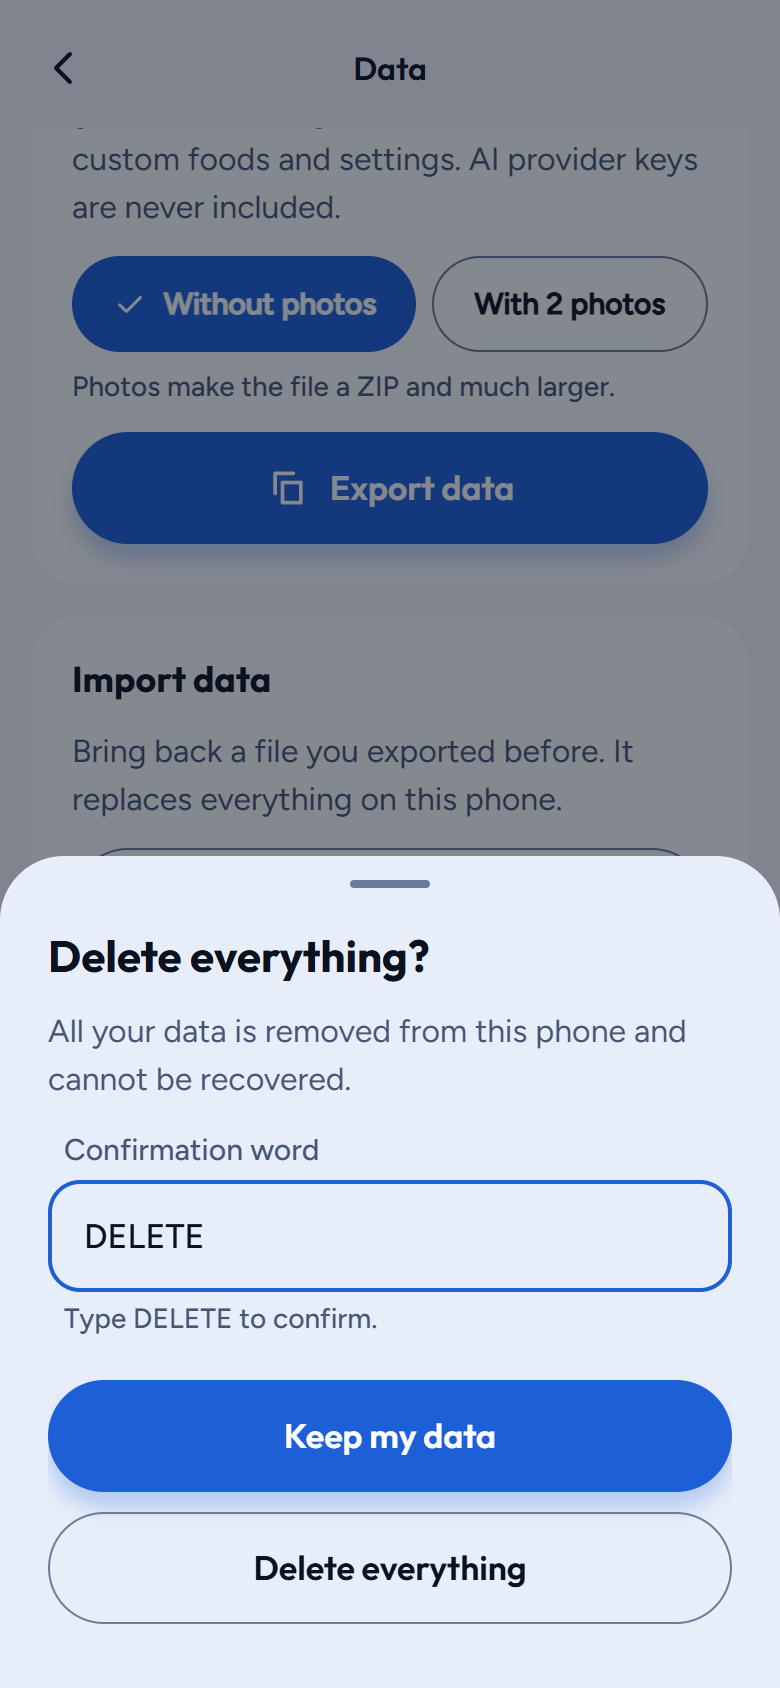 Data
custom foods and settings. AI provider keys
are never included.
Without photos
With 2 photos
Photos make the file a ZIP and much larger.
Export data
Import data
Bring back a file you exported before. It
replaces everything on this phone.
Delete everything?
All your data is removed from this phone and
cannot be recovered.
Confirmation word
DELETE
Type DELETE to confirm.
Keep my data
Delete everything